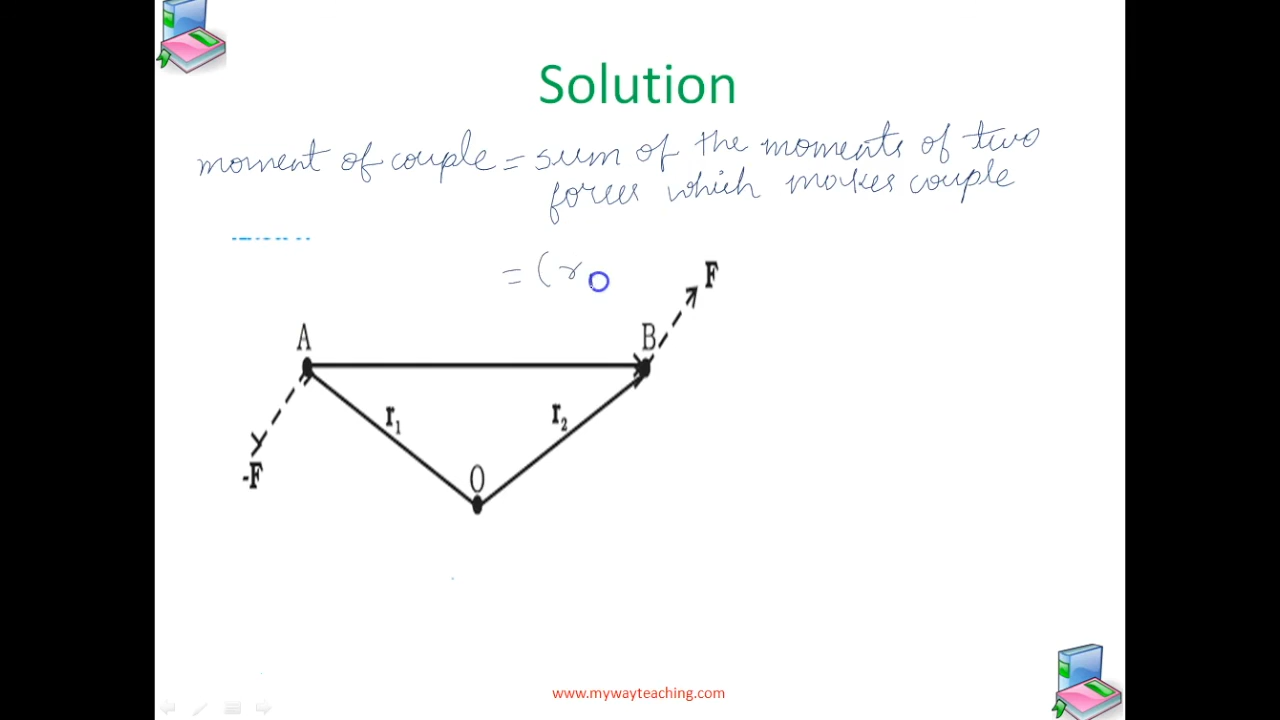 Solution
moment of couple = sum of the moments of two
forces which makes couple
= (r
F
A
B
r₁
r₂
-F
O
www.mywayteaching.com